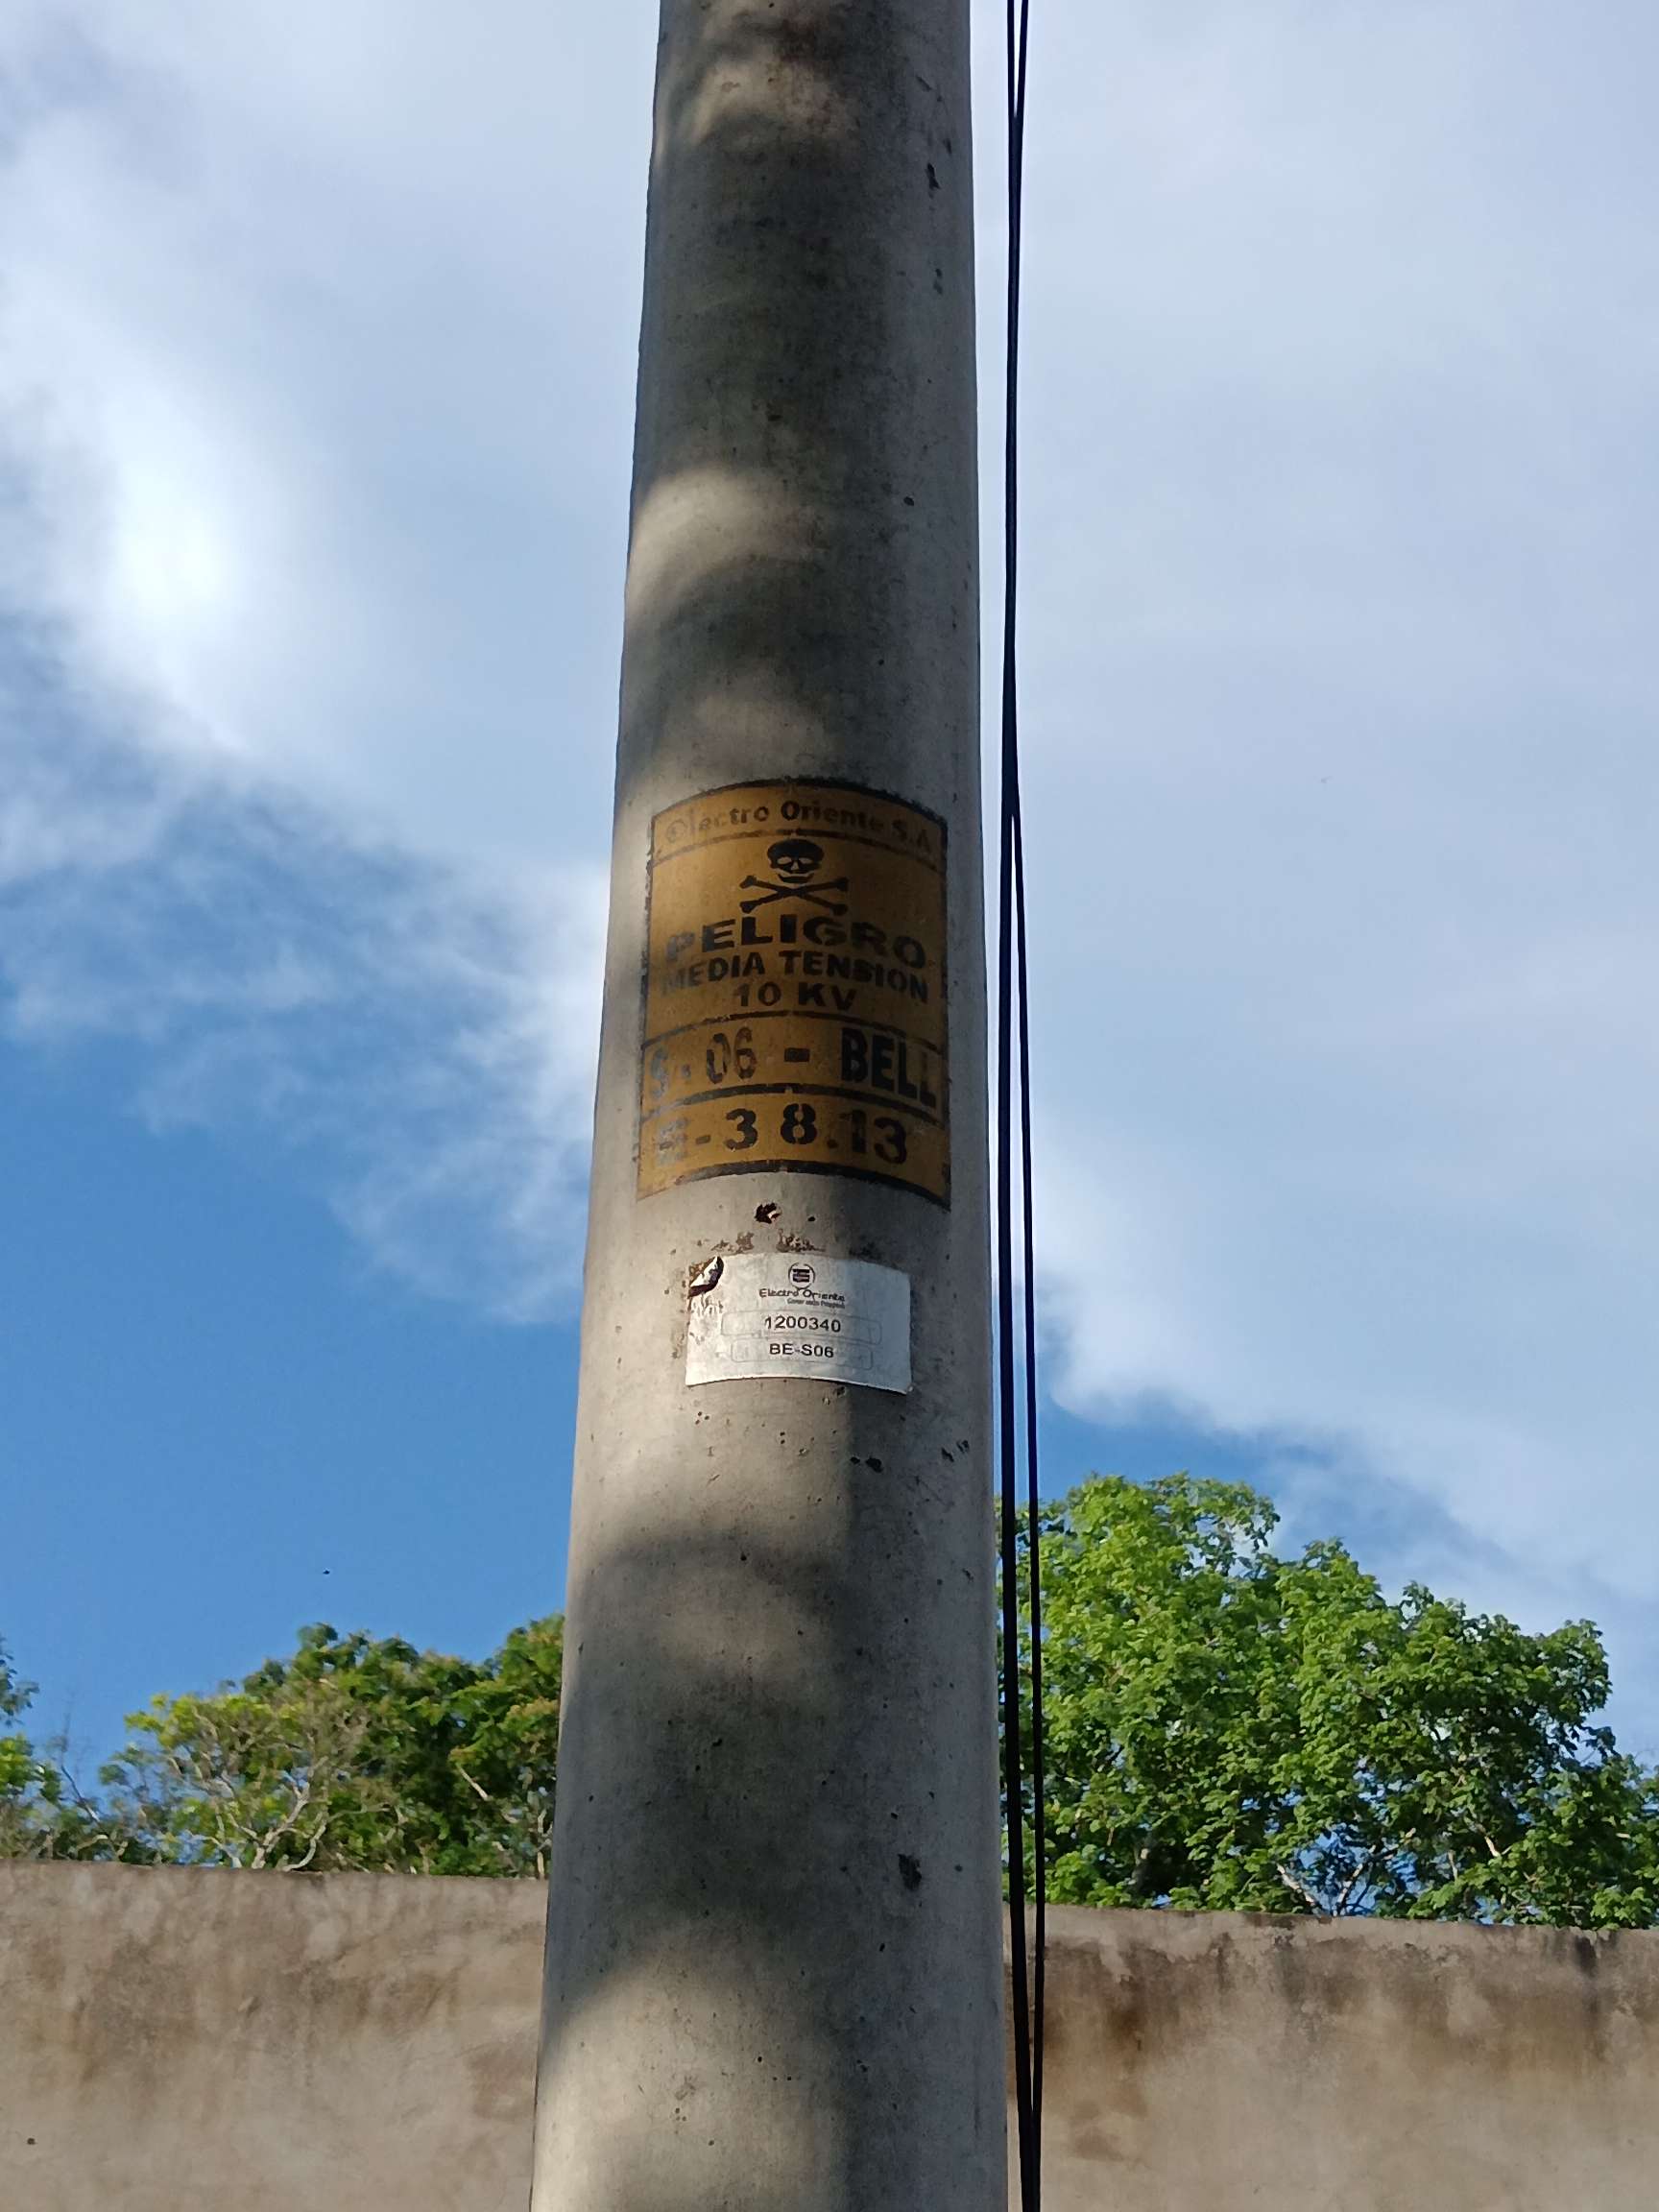 Electro Oriente S.A.
PELIGRO
MEDIA TENSION
10 KV
S-06 - BELL
-38.13
Electro Oriente
1200340
BE-S06